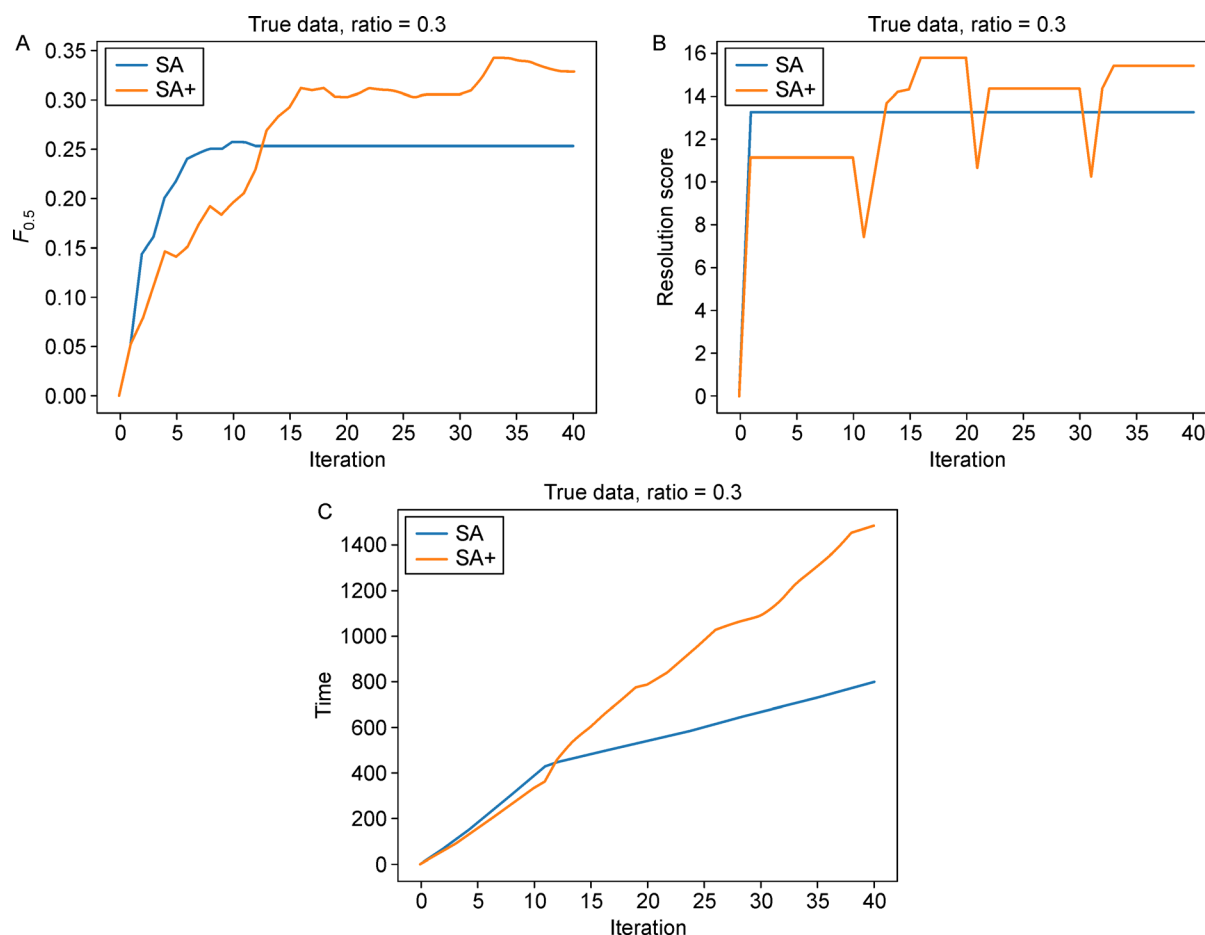 A
True data, ratio = 0.3
SA
SA+
F0.5
0.35
0.30
0.25
0.20
0.15
0.10
0.05
0.00
0 5 10 15 20 25 30 35 40
Iteration
B
True data, ratio = 0.3
SA
SA+
Resolution score
16
14
12
10
8
6
4
2
0
0 5 10 15 20 25 30 35 40
Iteration
C
True data, ratio = 0.3
SA
SA+
Time
1400
1200
1000
800
600
400
200
0
0 5 10 15 20 25 30 35 40
Iteration